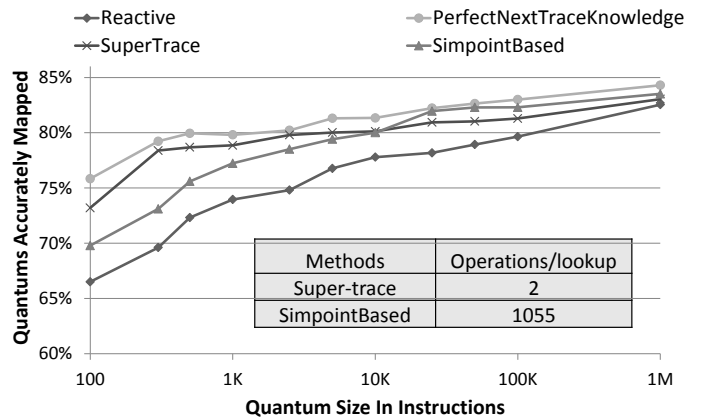 Reactive
PerfectNextTraceKnowledge
SuperTrace
SimpointBased
Quantums Accurately Mapped
85%
80%
75%
70%
65%
60%
Methods Operations/lookup
Super-trace 2
SimpointBased 1055
100 1K 10K 100K 1M
Quantum Size In Instructions